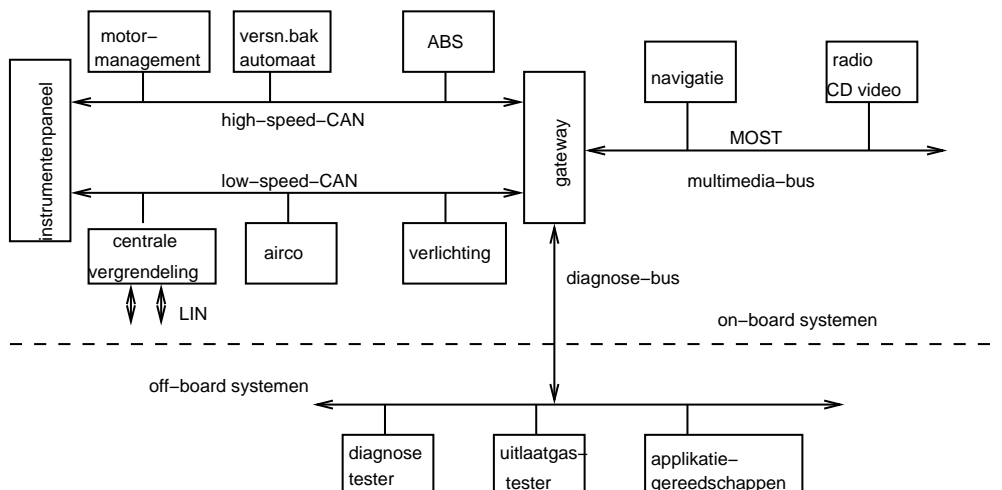 motor-
management
versn.bak
automaat
ABS
navigatie
radio
CD video
instrumentenpaneel
high-speed-CAN
gateway
MOST
multimedia-bus
low-speed-CAN
centrale
vergrendeling
airco
verlichting
LIN
diagnose-bus
on-board systemen
off-board systemen
diagnose
tester
uitlaatgas-
tester
applikatie-
gereedschappen